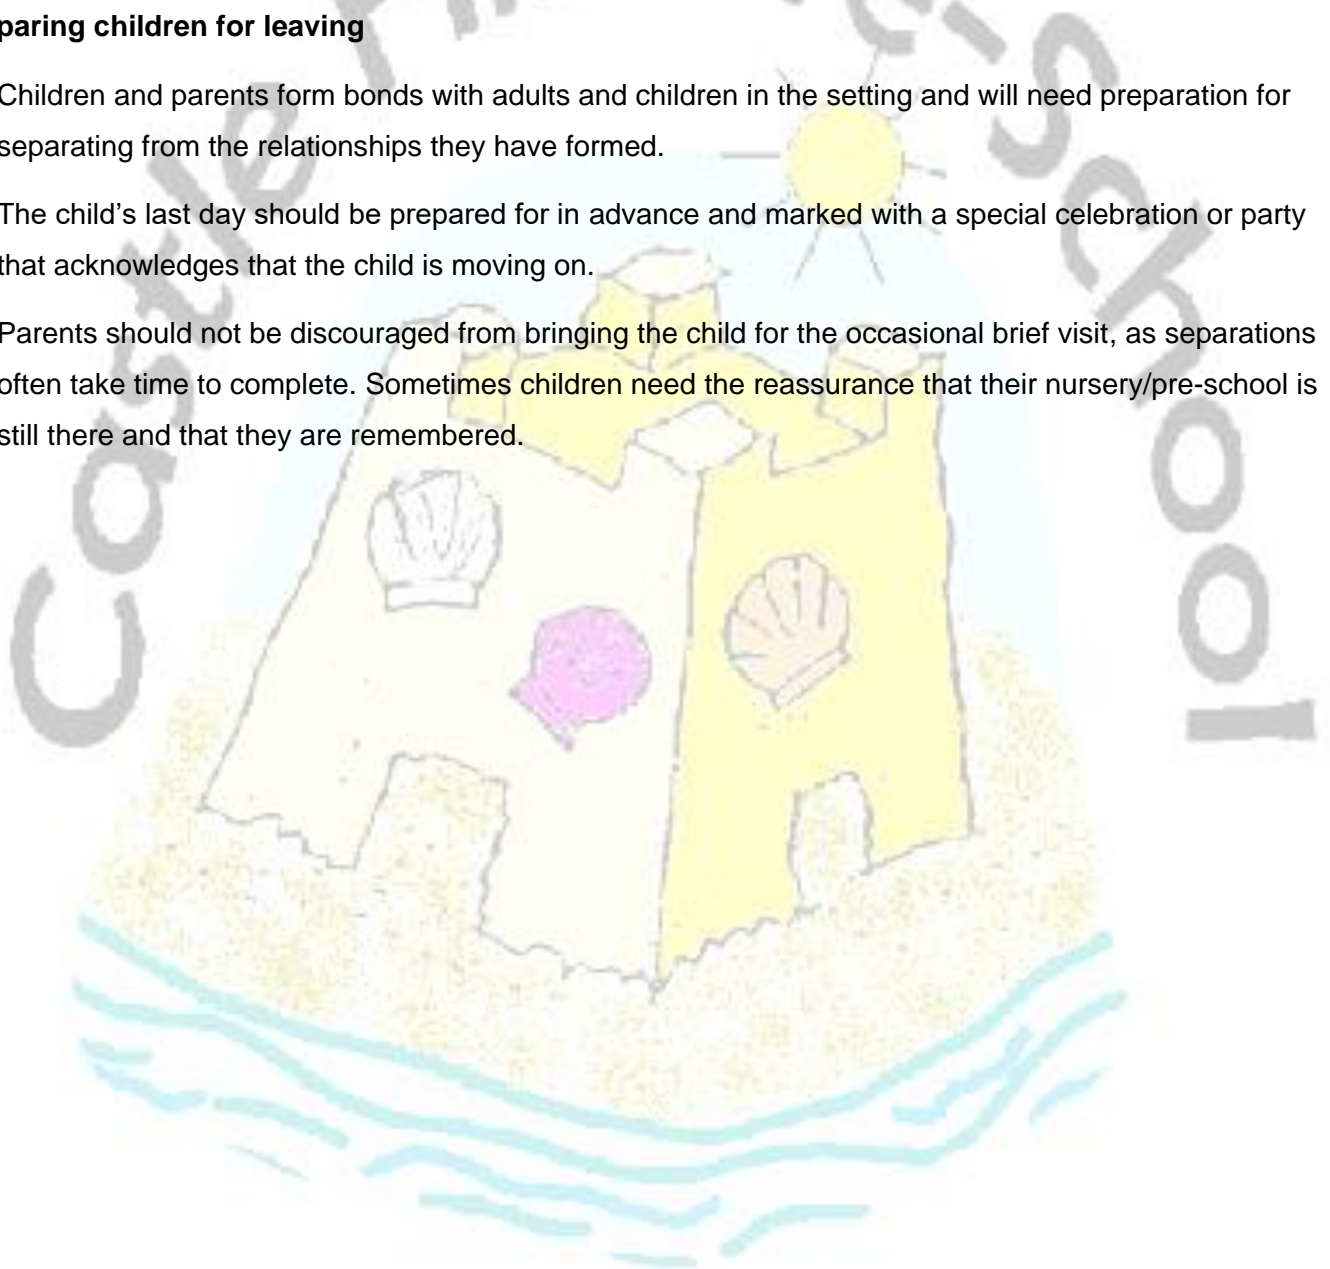 paring children for leaving
Children and parents form bonds with adults and children in the setting and will need preparation for
separating from the relationships they have formed.
The child’s last day should be prepared for in advance and marked with a special celebration or party
that acknowledges that the child is moving on.
Parents should not be discouraged from bringing the child for the occasional brief visit, as separations
often take time to complete. Sometimes children need the reassurance that their nursery/pre-school is
still there and that they are remembered.
Castle
-School